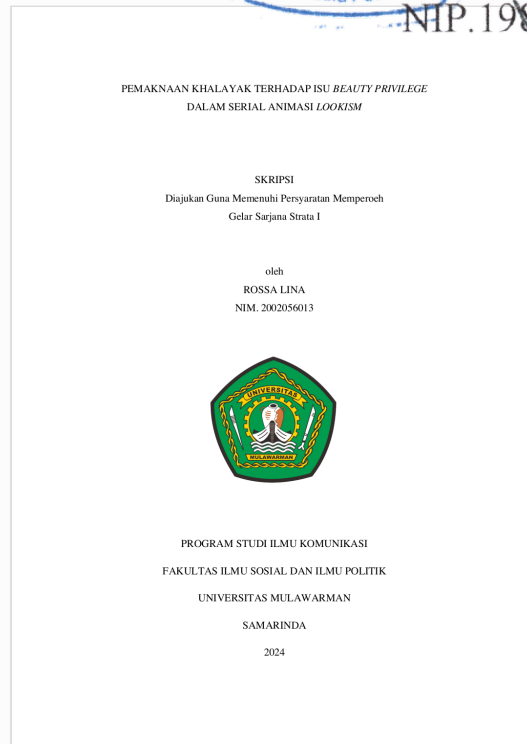 NIP.198
PEMAKNAAN KHALAYAK TERHADAP ISU BEAUTY PRIVILEGE
DALAM SERIAL ANIMASI LOOKISM
SKRIPSI
Diajukan Guna Memenuhi Persyaratan Memperoeh
Gelar Sarjana Strata I
oleh
ROSSA LINA
NIM. 2002056013
UNIVERSITAS
MULAWARMAN
PROGRAM STUDI ILMU KOMUNIKASI
FAKULTAS ILMU SOSIAL DAN ILMU POLITIK
UNIVERSITAS MULAWARMAN
SAMARINDA
2024